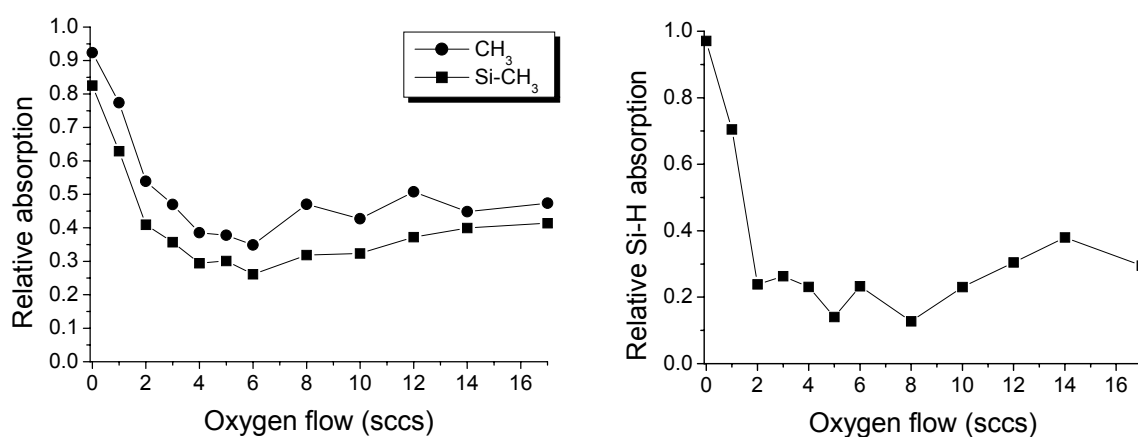 Relative absorption
1.0
0.9
0.8
0.7
0.6
0.5
0.4
0.3
0.2
0.1
0.0
CH₃
Si-CH₃
0 2 4 6 8 10 12 14 16
Oxygen flow (sccs)
Relative Si-H absorption
1.0
0.8
0.6
0.4
0.2
0.0
0 2 4 6 8 10 12 14 16
Oxygen flow (sccs)